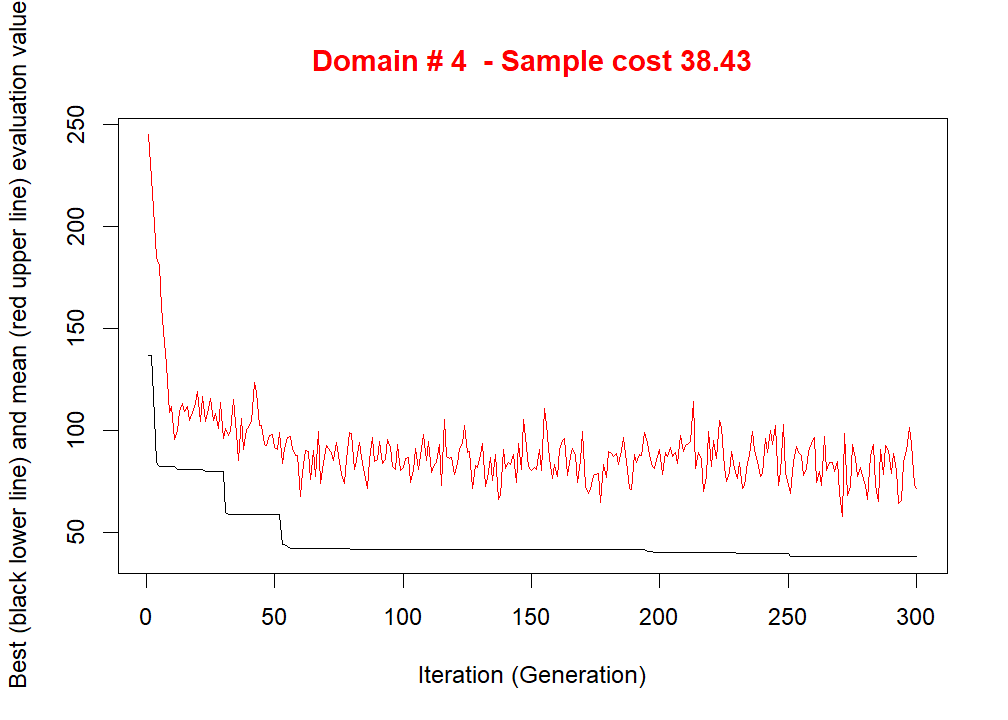 Domain # 4  - Sample cost 38.43
Best (black lower line) and mean (red upper line) evaluation value
250
200
150
100
50
0 50 100 150 200 250 300
Iteration (Generation)